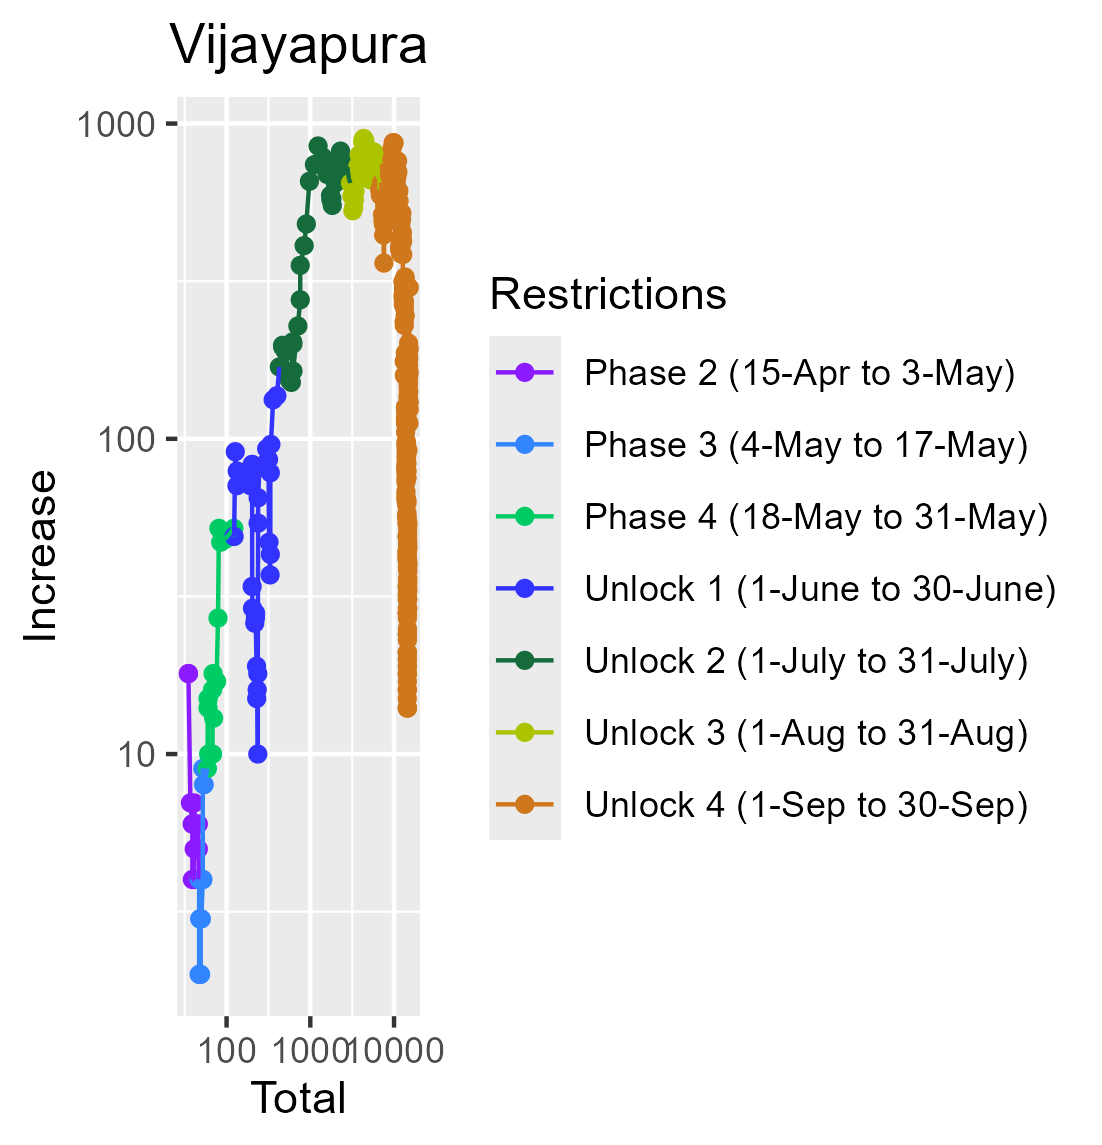 Vijayapura
1000
100
10
Increase
100
1000
10000
Total
Restrictions
Phase 2 (15-Apr to 3-May)
Phase 3 (4-May to 17-May)
Phase 4 (18-May to 31-May)
Unlock 1 (1-June to 30-June)
Unlock 2 (1-July to 31-July)
Unlock 3 (1-Aug to 31-Aug)
Unlock 4 (1-Sep to 30-Sep)